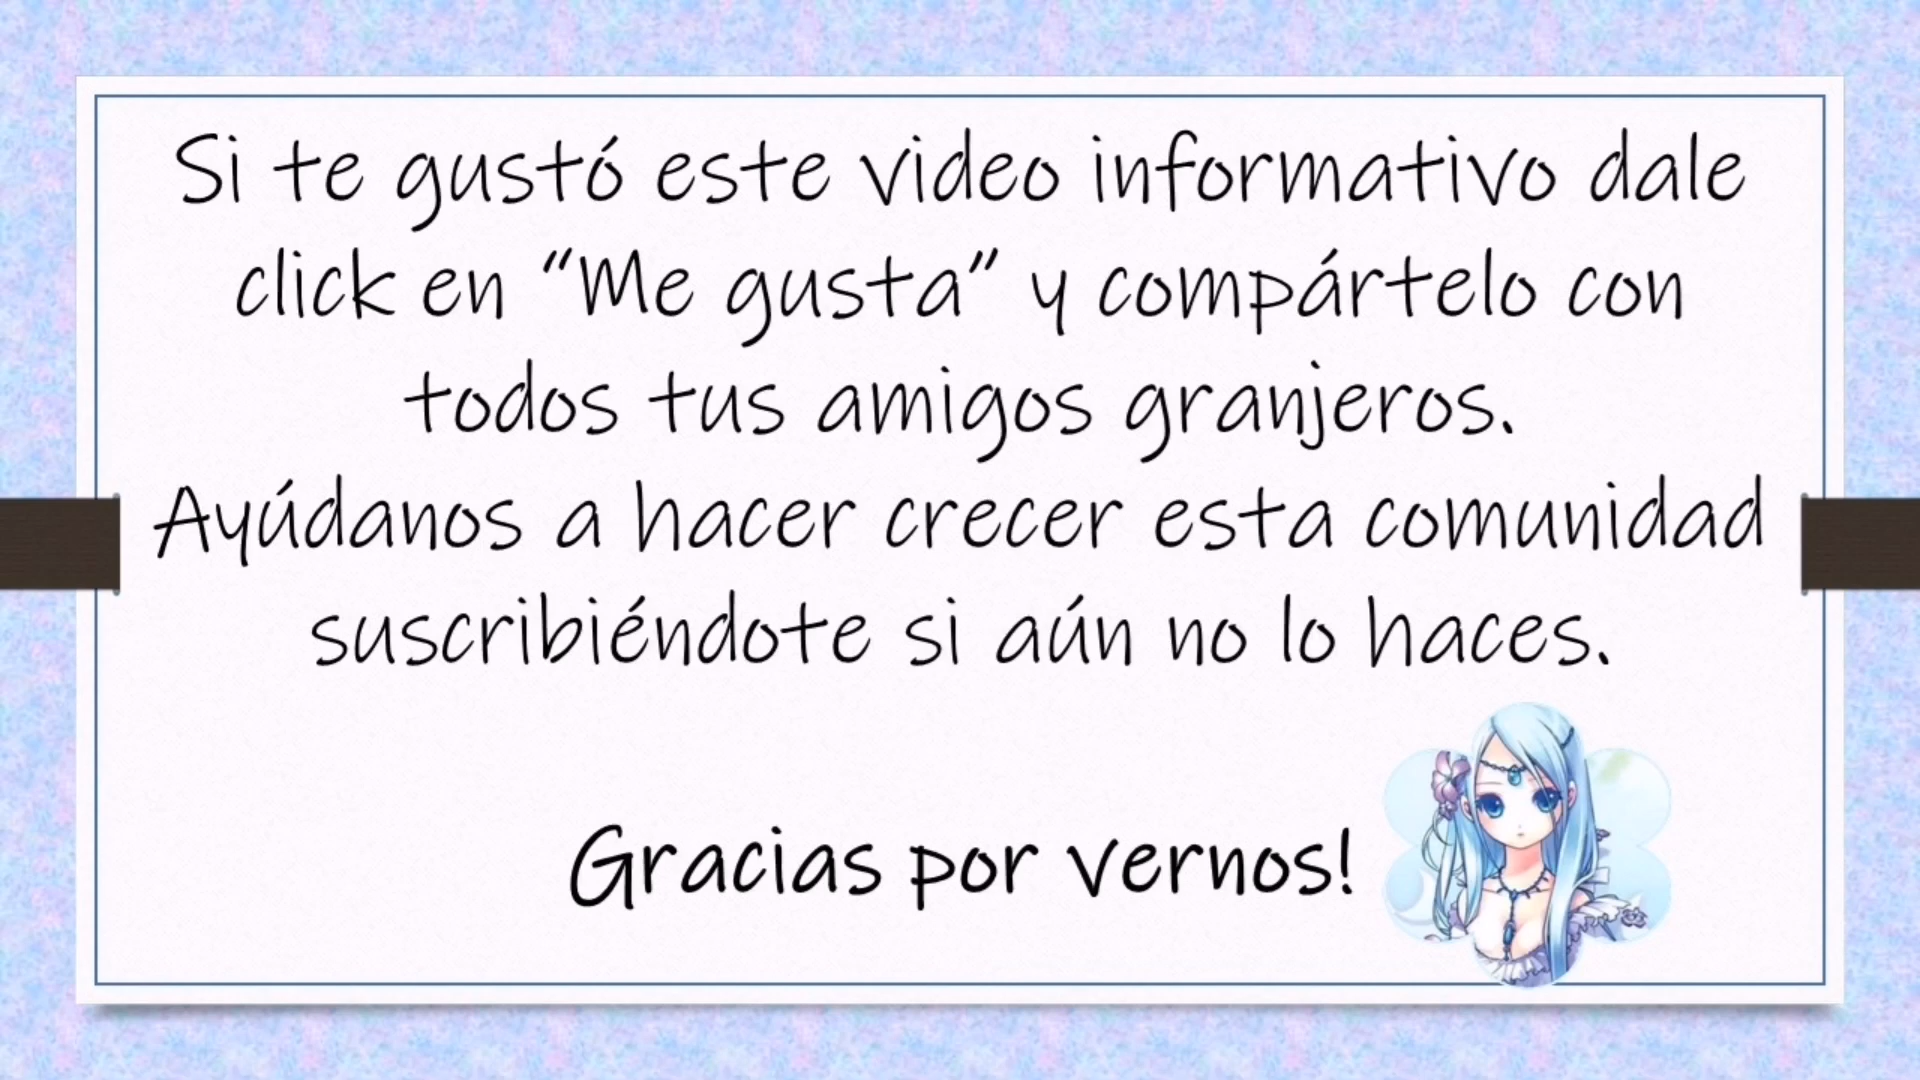 Si te gustó este video informativo dale
click en “Me gusta” y compártelo con
todos tus amigos granjeros.
Ayúdanos a hacer crecer esta comunidad
suscribiéndote si aún no lo haces.
Gracias por vernos!